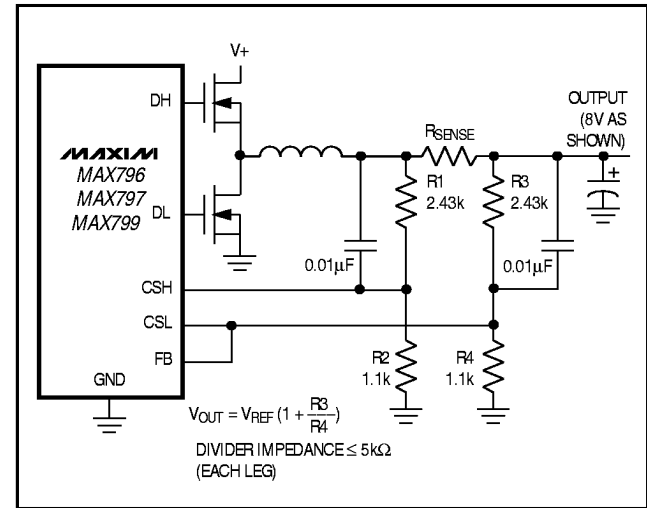 V+
DH
OUTPUT
(8V AS
SHOWN)
RSENSE
+
MAXIM
MAX796
MAX797
MAX799
DL
R1
2.43k
R3
2.43k
0.01µF
0.01µF
CSH
CSL
FB
R2
1.1k
R4
1.1k
GND
VOUT = VREF (1 + R3/R4)
DIVIDER IMPEDANCE ≤ 5kΩ
(EACH LEG)